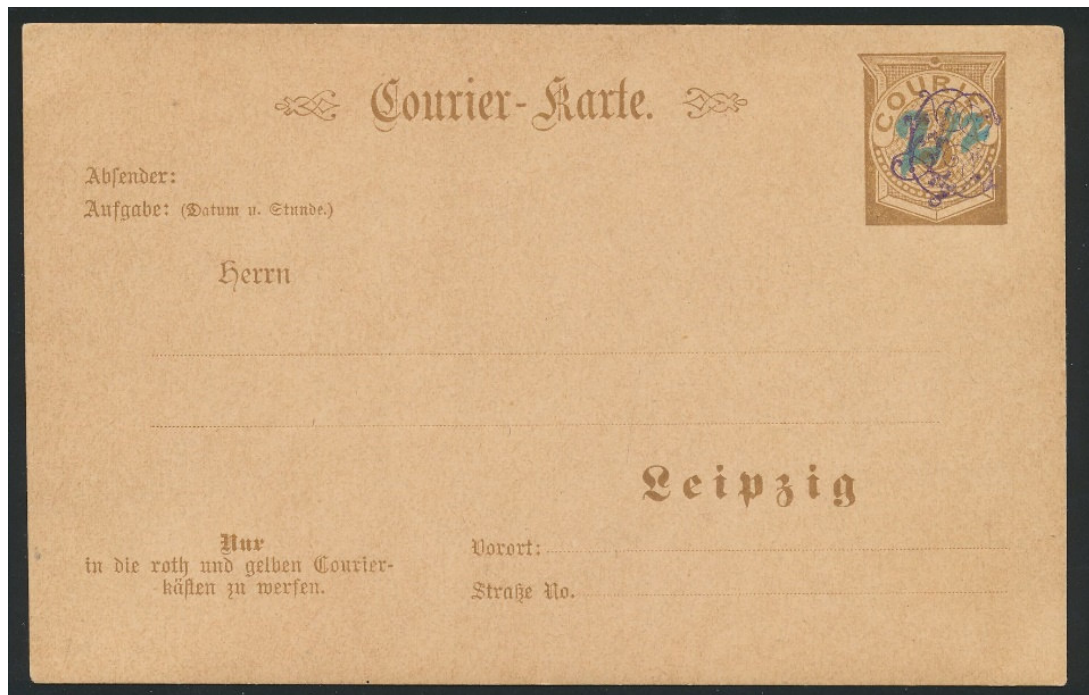 Courier-Karte.
COURIER
Absender:
Aufgabe: (Datum u. Stunde.)
Herrn
Leipzig
Nur
in die roth und gelben Courier-
kästen zu werfen.
Vorort:
Straße No.